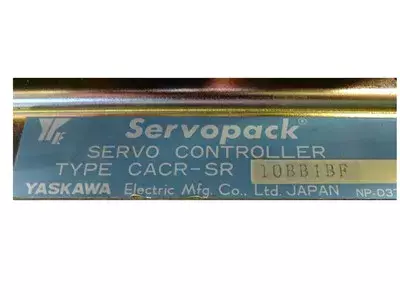 Servopack®
SERVO CONTROLLER
TYPE CACR-SR 10BB1BF
YASKAWA Electric Mfg. Co., Ltd. JAPAN